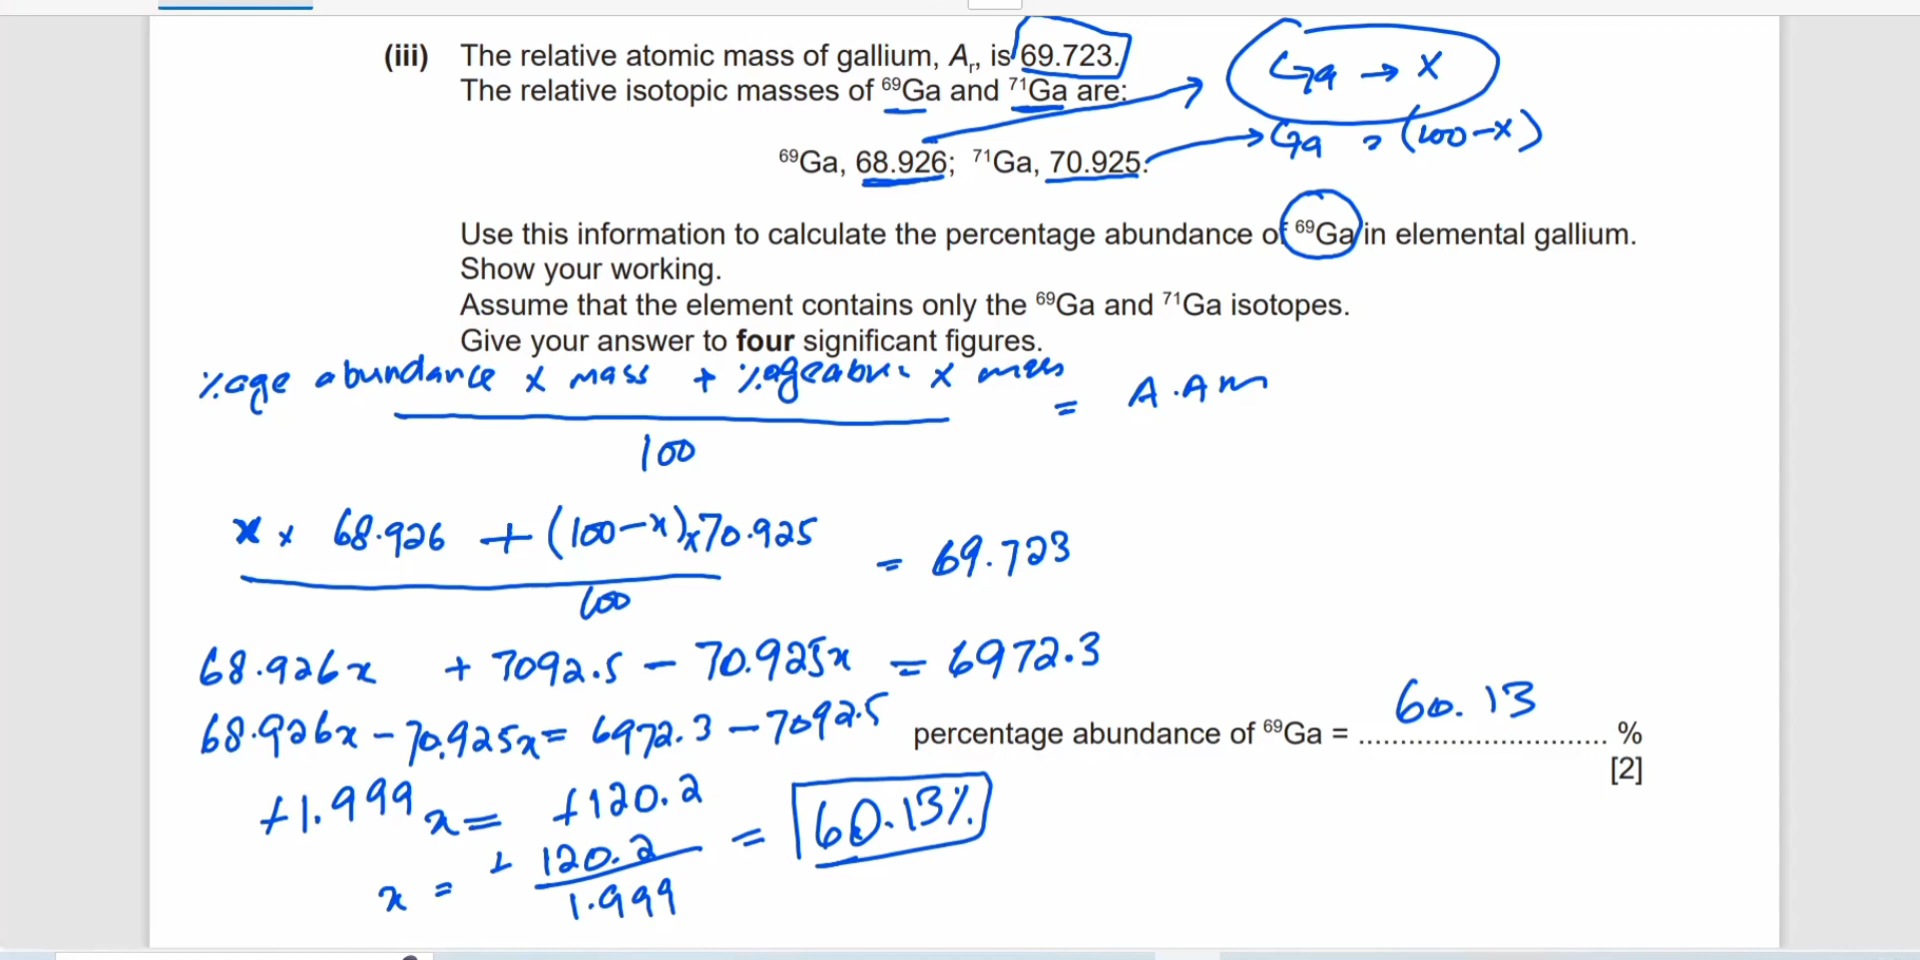 (iii) The relative atomic mass of gallium, Ar, is 69.723.
The relative isotopic masses of ⁶⁹Ga and ⁷¹Ga are:
Ga → x
Ga = (100-x)
⁶⁹Ga, 68.926; ⁷¹Ga, 70.925.
Use this information to calculate the percentage abundance of ⁶⁹Ga in elemental gallium.
Show your working.
Assume that the element contains only the ⁶⁹Ga and ⁷¹Ga isotopes.
Give your answer to four significant figures.
%age abundance x mass + %age abun. x mass
= A.AM
100
x x 68.926 + (100-x)x70.925
= 69.723
100
68.926x + 7092.5 - 70.925x = 6972.3
68.926x - 70.925x = 6972.3 - 7092.5
percentage abundance of ⁶⁹Ga = 60.13 %
[2]
+1.999x = +120.2
x = + 120.2
1.999
= 60.13%